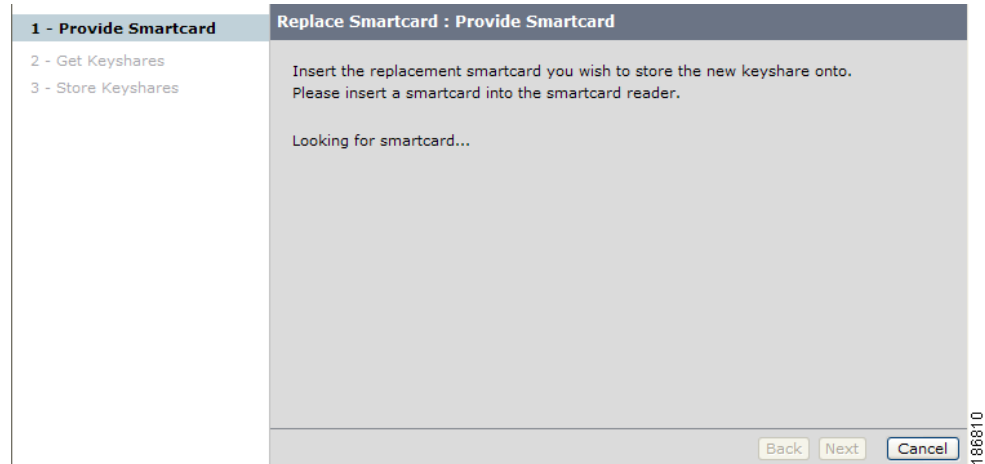 1 - Provide Smartcard
2 - Get Keyshares
3 - Store Keyshares
Replace Smartcard : Provide Smartcard
Insert the replacement smartcard you wish to store the new keyshare onto.
Please insert a smartcard into the smartcard reader.
Looking for smartcard...
Back Next Cancel
186810